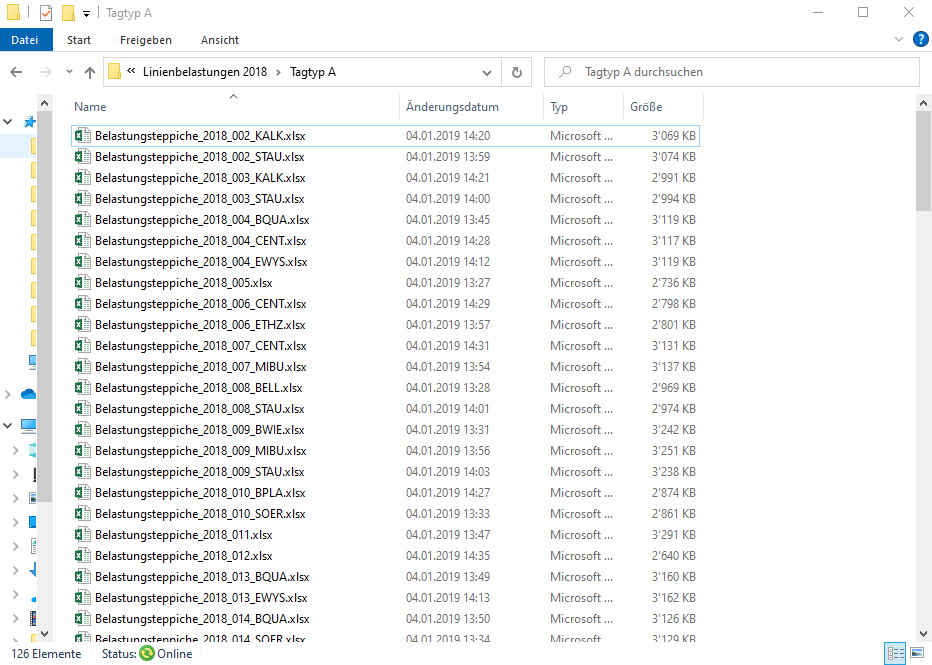 Tagtyp A
Datei Start Freigeben Ansicht ?
« Linienbelastungen 2018 › Tagtyp A Tagtyp A durchsuchen
Name Änderungsdatum Typ Größe
Belastungsteppiche_2018_002_KALK.xlsx 04.01.2019 14:20 Microsoft ... 3'069 KB
Belastungsteppiche_2018_002_STAU.xlsx 04.01.2019 13:59 Microsoft ... 3'074 KB
Belastungsteppiche_2018_003_KALK.xlsx 04.01.2019 14:21 Microsoft ... 2'991 KB
Belastungsteppiche_2018_003_STAU.xlsx 04.01.2019 14:00 Microsoft ... 2'994 KB
Belastungsteppiche_2018_004_BQUA.xlsx 04.01.2019 13:45 Microsoft ... 3'119 KB
Belastungsteppiche_2018_004_CENT.xlsx 04.01.2019 14:28 Microsoft ... 3'117 KB
Belastungsteppiche_2018_004_EWYS.xlsx 04.01.2019 14:12 Microsoft ... 3'119 KB
Belastungsteppiche_2018_005.xlsx 04.01.2019 13:27 Microsoft ... 2'736 KB
Belastungsteppiche_2018_006_CENT.xlsx 04.01.2019 14:29 Microsoft ... 2'798 KB
Belastungsteppiche_2018_006_ETHZ.xlsx 04.01.2019 13:57 Microsoft ... 2'801 KB
Belastungsteppiche_2018_007_CENT.xlsx 04.01.2019 14:31 Microsoft ... 3'131 KB
Belastungsteppiche_2018_007_MIBU.xlsx 04.01.2019 13:54 Microsoft ... 3'137 KB
Belastungsteppiche_2018_008_BELL.xlsx 04.01.2019 13:28 Microsoft ... 2'969 KB
Belastungsteppiche_2018_008_STAU.xlsx 04.01.2019 14:01 Microsoft ... 2'974 KB
Belastungsteppiche_2018_009_BWIE.xlsx 04.01.2019 13:31 Microsoft ... 3'242 KB
Belastungsteppiche_2018_009_MIBU.xlsx 04.01.2019 13:56 Microsoft ... 3'251 KB
Belastungsteppiche_2018_009_STAU.xlsx 04.01.2019 14:03 Microsoft ... 3'238 KB
Belastungsteppiche_2018_010_BPLA.xlsx 04.01.2019 14:27 Microsoft ... 2'874 KB
Belastungsteppiche_2018_010_SOER.xlsx 04.01.2019 13:33 Microsoft ... 2'861 KB
Belastungsteppiche_2018_011.xlsx 04.01.2019 13:47 Microsoft ... 3'291 KB
Belastungsteppiche_2018_012.xlsx 04.01.2019 14:35 Microsoft ... 2'640 KB
Belastungsteppiche_2018_013_BQUA.xlsx 04.01.2019 13:49 Microsoft ... 3'160 KB
Belastungsteppiche_2018_013_EWYS.xlsx 04.01.2019 14:13 Microsoft ... 3'162 KB
Belastungsteppiche_2018_014_BQUA.xlsx 04.01.2019 13:50 Microsoft ... 3'126 KB
Belastungsteppiche_2018_014_SOER.xlsx 04.01.2019 13:34 Microsoft ... 3'129 KB
126 Elemente Status: Online